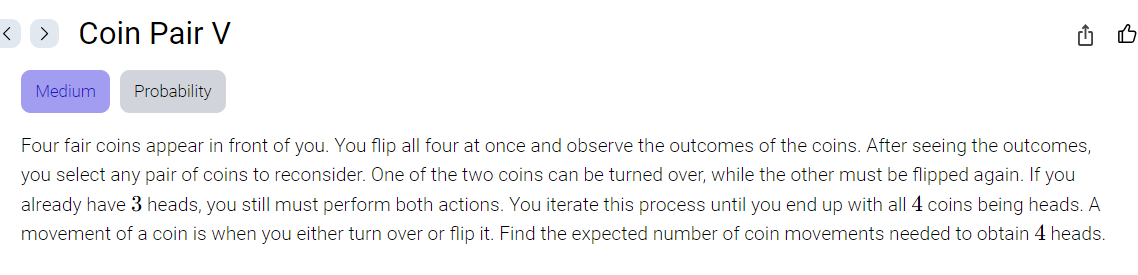 Coin Pair V
Medium Probability
Four fair coins appear in front of you. You flip all four at once and observe the outcomes of the coins. After seeing the outcomes,
you select any pair of coins to reconsider. One of the two coins can be turned over, while the other must be flipped again. If you
already have 3 heads, you still must perform both actions. You iterate this process until you end up with all 4 coins being heads. A
movement of a coin is when you either turn over or flip it. Find the expected number of coin movements needed to obtain 4 heads.